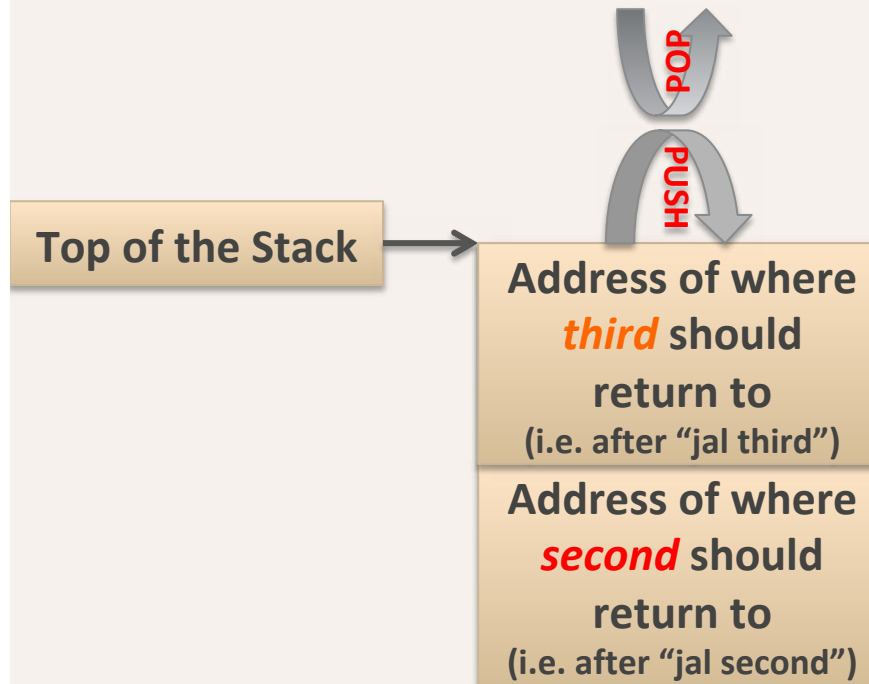 POP
PUSH
Top of the Stack
Address of where
third should
return to
(i.e. after “jal third”)
Address of where
second should
return to
(i.e. after “jal second”)